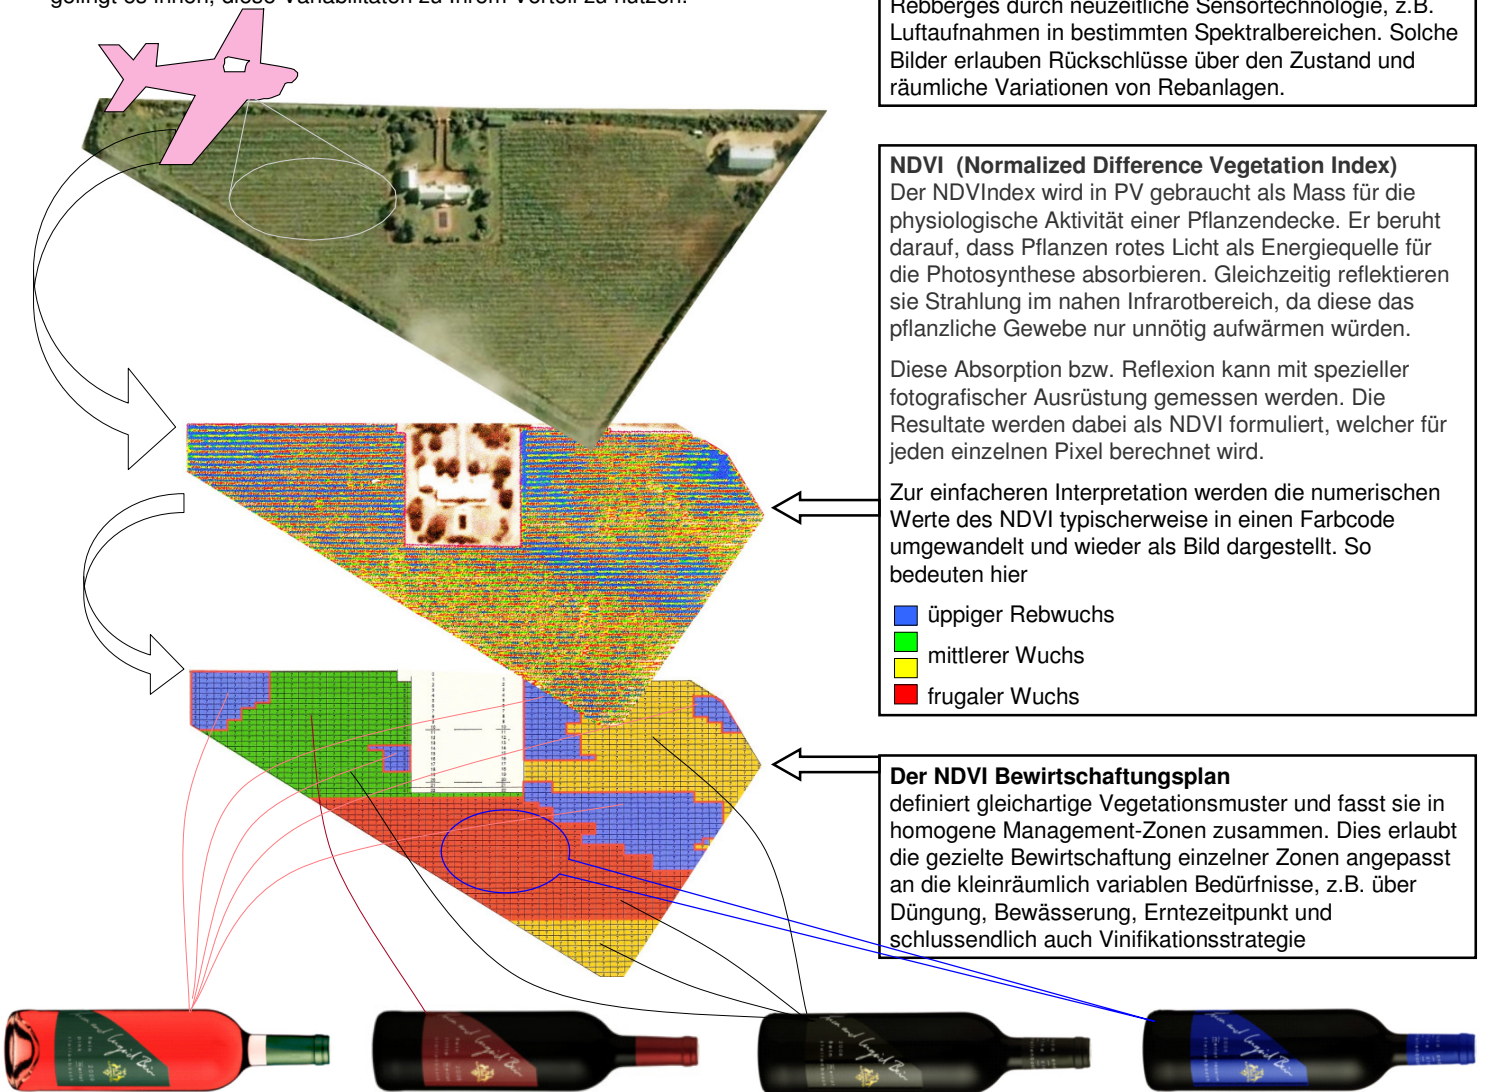 gelingt es Ihnen, diese Variabilitäten zu Ihrem Vorteil zu nutzen.
Rebberges durch neuzeitliche Sensortechnologie, z.B.
Luftaufnahmen in bestimmten Spektralbereichen. Solche
Bilder erlauben Rückschlüsse über den Zustand und
räumliche Variationen von Rebanlagen.
NDVI (Normalized Difference Vegetation Index)
Der NDVIndex wird in PV gebraucht als Mass für die
physiologische Aktivität einer Pflanzendecke. Er beruht
darauf, dass Pflanzen rotes Licht als Energiequelle für
die Photosynthese absorbieren. Gleichzeitig reflektieren
sie Strahlung im nahen Infrarotbereich, da diese das
pflanzliche Gewebe nur unnötig aufwärmen würden.
Diese Absorption bzw. Reflexion kann mit spezieller
fotografischer Ausrüstung gemessen werden. Die
Resultate werden dabei als NDVI formuliert, welcher für
jeden einzelnen Pixel berechnet wird.
Zur einfacheren Interpretation werden die numerischen
Werte des NDVI typischerweise in einen Farbcode
umgewandelt und wieder als Bild dargestellt. So
bedeuten hier
üppiger Rebwuchs
mittlerer Wuchs
frugaler Wuchs
Der NDVI Bewirtschaftungsplan
definiert gleichartige Vegetationsmuster und fasst sie in
homogene Management-Zonen zusammen. Dies erlaubt
die gezielte Bewirtschaftung einzelner Zonen angepasst
an die kleinräumlich variablen Bedürfnisse, z.B. über
Düngung, Bewässerung, Erntezeitpunkt und
schlussendlich auch Vinifikationsstrategie